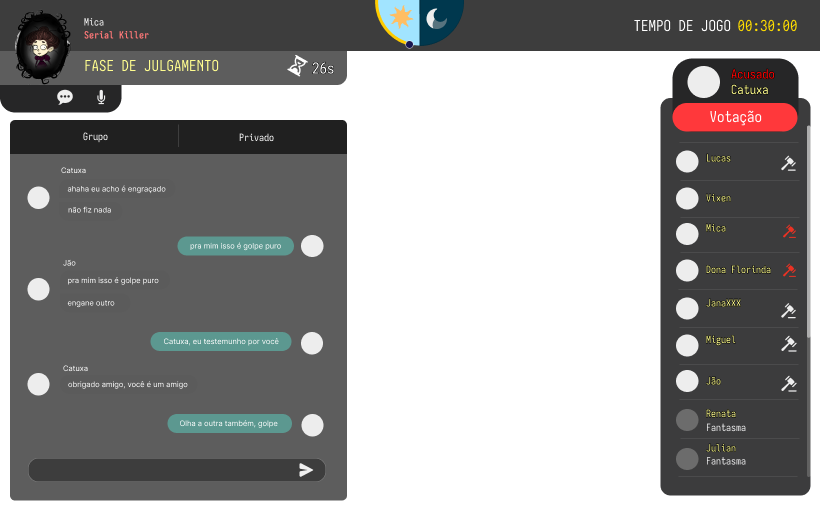 Mica
Serial Killer
FASE DE JULGAMENTO
26s
TEMPO DE JOGO 00:30:00
Grupo
Privado
Catuxa
ahaha eu acho é engraçado
não fiz nada
pra mim isso é golpe puro
Jão
pra mim isso é golpe puro
engane outro
Catuxa, eu testemunho por você
Catuxa
obrigado amigo, você é um amigo
Olha a outra também, golpe
Acusado
Catuxa
Votação
Lucas
Vixen
Mica
Dona Florinda
JanaXXX
Miguel
Jão
Renata
Fantasma
Julian
Fantasma